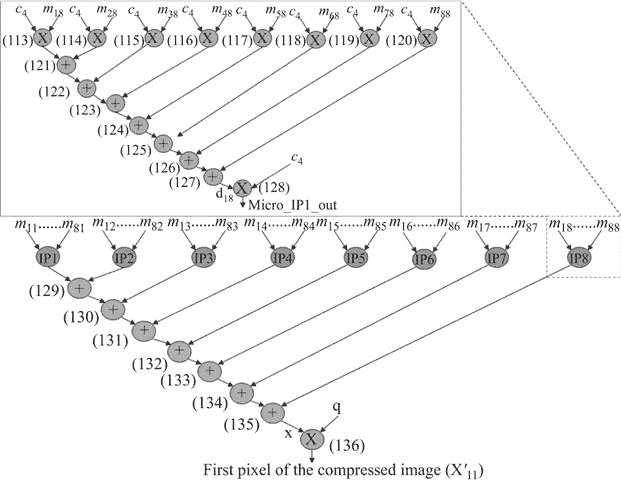 c4 m18 c4 m28 c4 m38 c4 m48 c4 m58 c4 m68 c4 m78 c4 m88
(113) X (114) X (115) X (116) X (117) X (118) X (119) X (120) X
(121) +
(122) +
(123) +
(124) +
(125) +
(126) +
(127) +
c4
d18 X (128)
Micro_IP1_out
m11......m81 m12......m82 m13......m83 m14......m84 m15......m85 m16......m86 m17......m87 m18......m88
IP1 IP2 IP3 IP4 IP5 IP6 IP7 IP8
(129) +
(130) +
(131) +
(132) +
(133) +
(134) +
(135) +
q
x X (136)
First pixel of the compressed image (X′11)